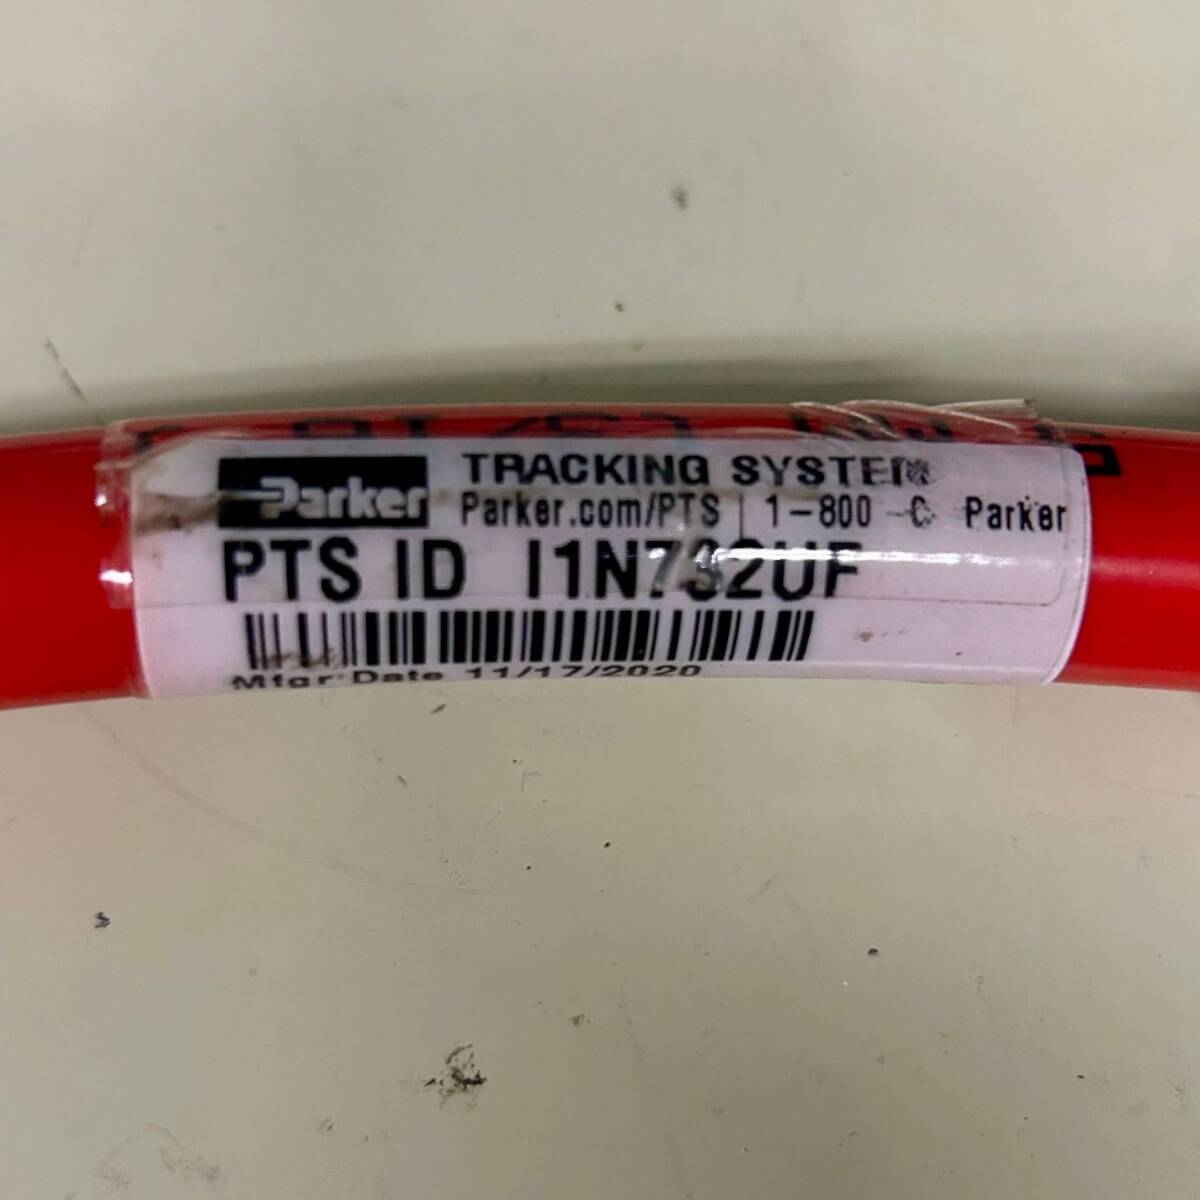 Parker
TRACKING SYSTEM
Parker.com/PTS | 1-800-C Parker
PTS ID I1N732UF
Mfgr Date 11/17/2020